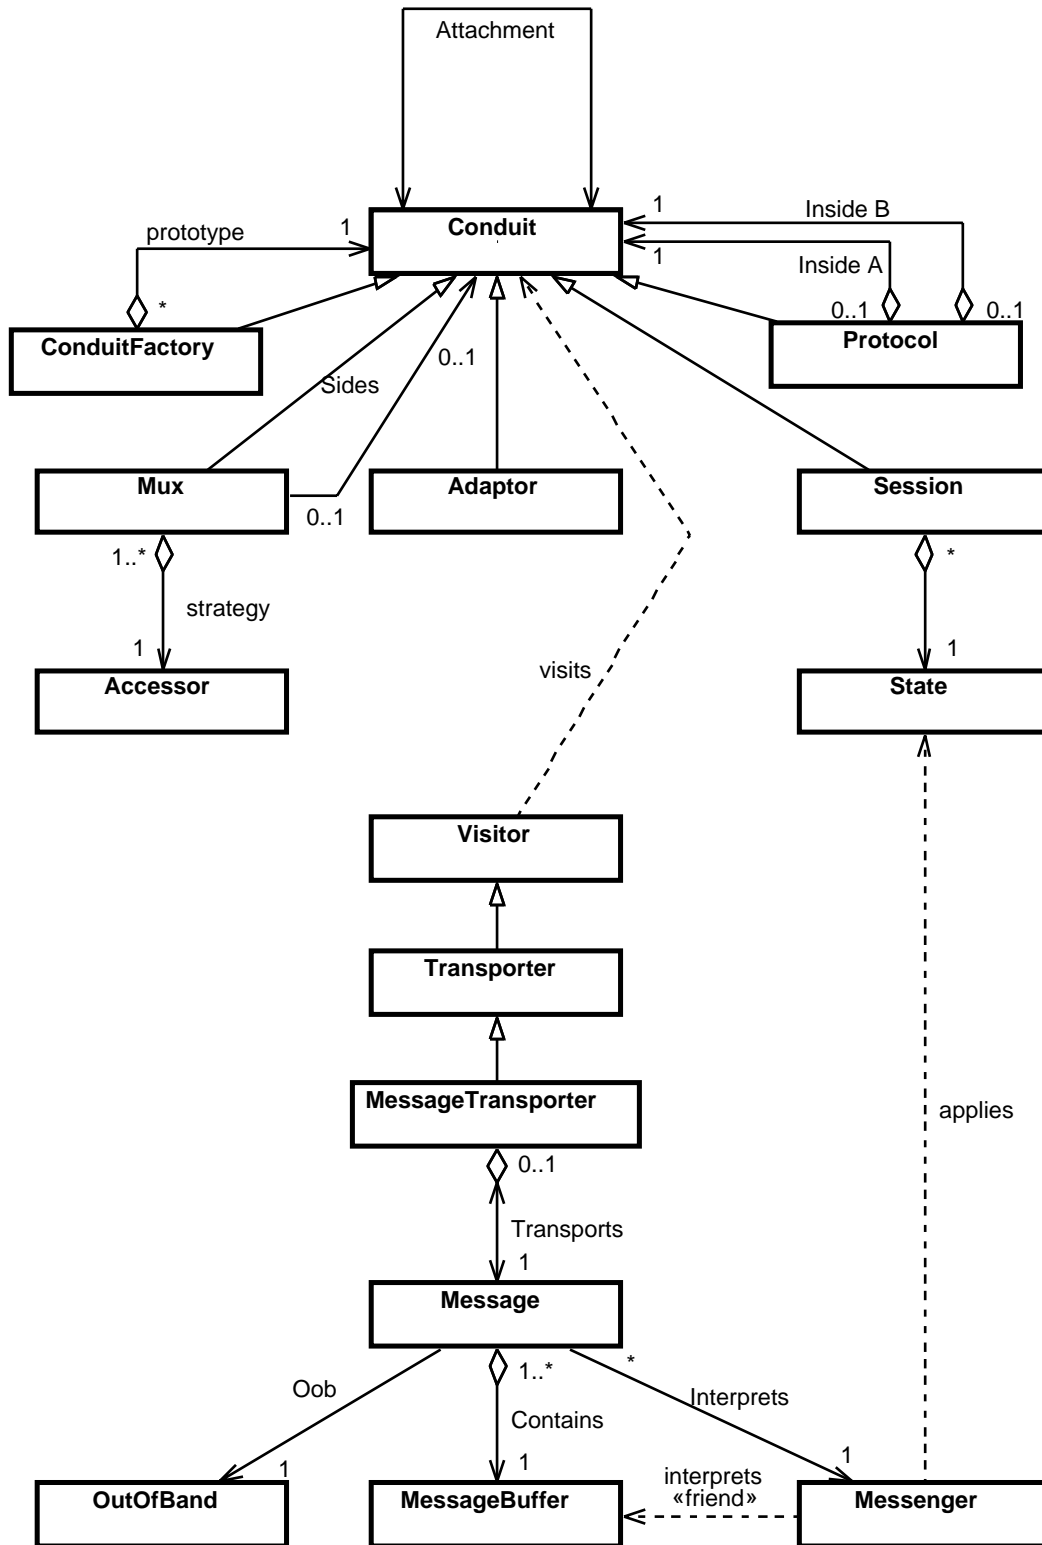 Attachment
1
Inside B
prototype
1
Conduit
1
Inside A
*
0..1
0..1
ConduitFactory
Protocol
0..1
Sides
Mux
Adaptor
Session
0..1
1..*
*
strategy
1
1
Accessor
State
visits
Visitor
Transporter
MessageTransporter
applies
0..1
Transports
1
Message
*
1..*
Oob
Interprets
Contains
1
1
1
interprets
«friend»
OutOfBand
MessageBuffer
Messenger